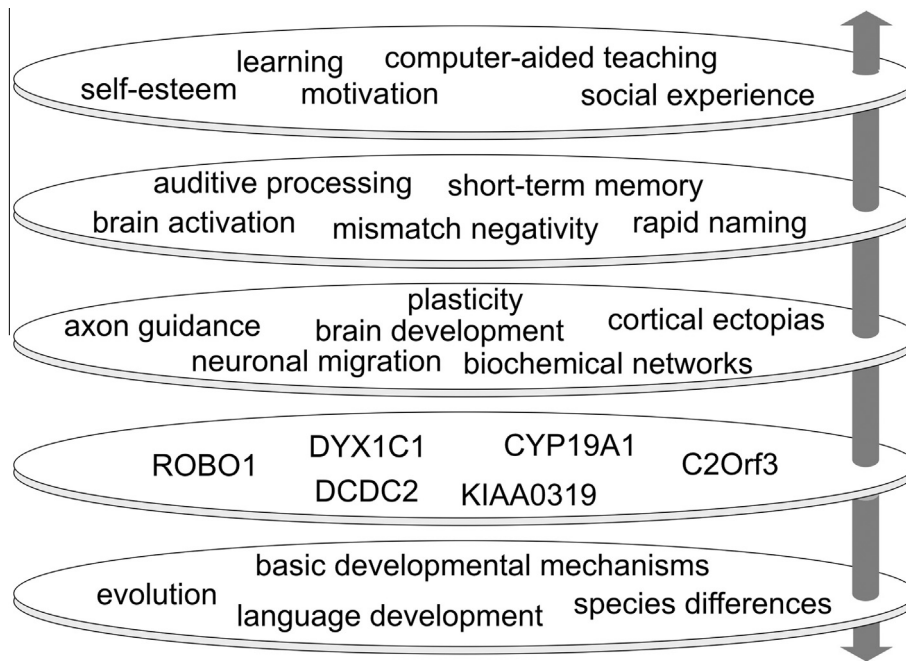 learning computer-aided teaching
self-esteem motivation social experience
auditive processing short-term memory
brain activation mismatch negativity rapid naming
plasticity
axon guidance brain development cortical ectopias
neuronal migration biochemical networks
ROBO1 DYX1C1 CYP19A1 C2Orf3
DCDC2 KIAA0319
basic developmental mechanisms
evolution language development species differences